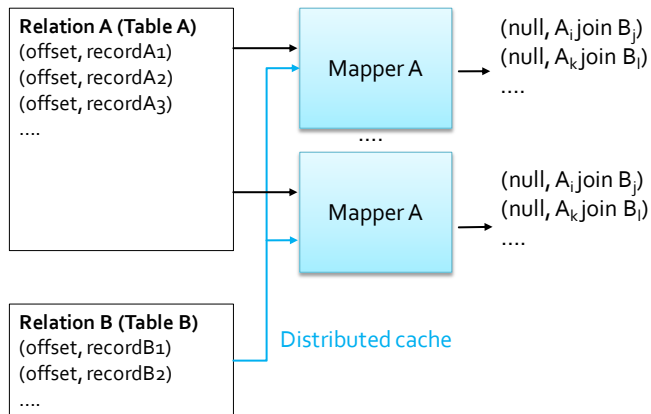 Relation A (Table A)
(offset, recordA1)
(offset, recordA2)
(offset, recordA3)
....
Mapper A
(null, Aᵢ join Bⱼ)
(null, Aₖ join Bₗ)
....
....
Mapper A
(null, Aᵢ join Bⱼ)
(null, Aₖ join Bₗ)
....
Relation B (Table B)
(offset, recordB1)
(offset, recordB2)
....
Distributed cache